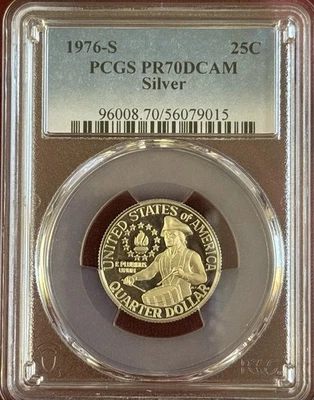 1976-S 25C
PCGS PR70DCAM
Silver
96008.70/56079015
UNITED STATES OF AMERICA
E PLURIBUS
UNUM
QUARTER DOLLAR